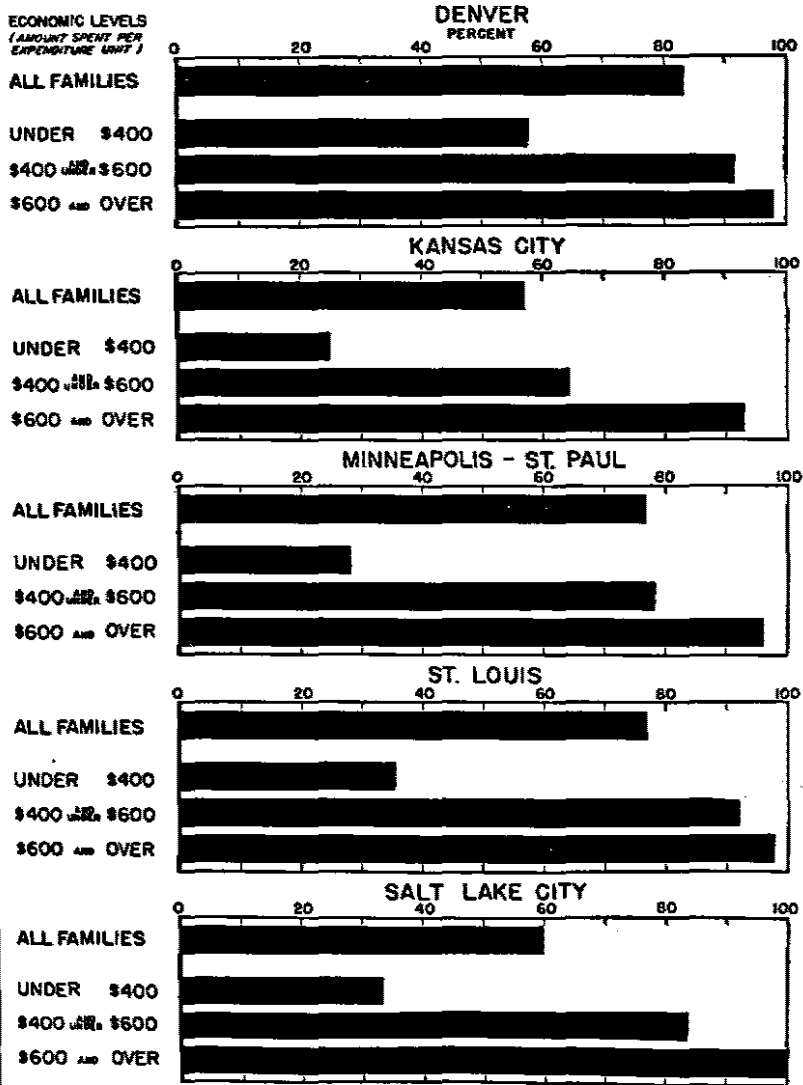 ECONOMIC LEVELS
(AMOUNT SPENT PER
EXPENDITURE UNIT)
DENVER
PERCENT
0 20 40 60 80 100
ALL FAMILIES
UNDER $400
$400 AND UNDER $600
$600 AND OVER
KANSAS CITY
0 20 40 60 80 100
ALL FAMILIES
UNDER $400
$400 AND UNDER $600
$600 AND OVER
MINNEAPOLIS - ST. PAUL
0 20 40 60 80 100
ALL FAMILIES
UNDER $400
$400 AND UNDER $600
$600 AND OVER
ST. LOUIS
0 20 40 60 80 100
ALL FAMILIES
UNDER $400
$400 AND UNDER $600
$600 AND OVER
SALT LAKE CITY
0 20 40 60 80 100
ALL FAMILIES
UNDER $400
$400 AND UNDER $600
$600 AND OVER